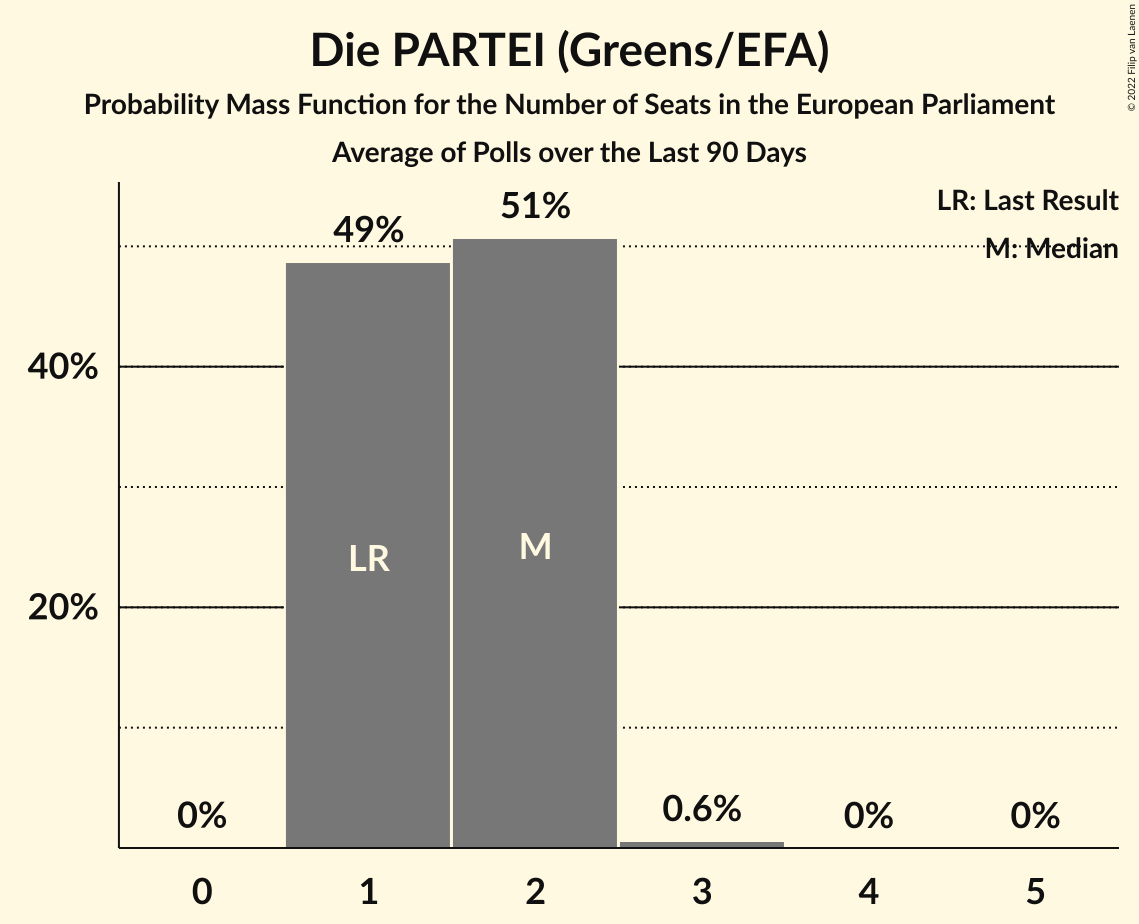 Die PARTEI (Greens/EFA)
Probability Mass Function for the Number of Seats in the European Parliament
Average of Polls over the Last 90 Days
© 2022 Filip van Laenen
LR: Last Result
M: Median
51%
49%
40%
20%
LR
M
0%
0.6%
0%
0%
0 1 2 3 4 5